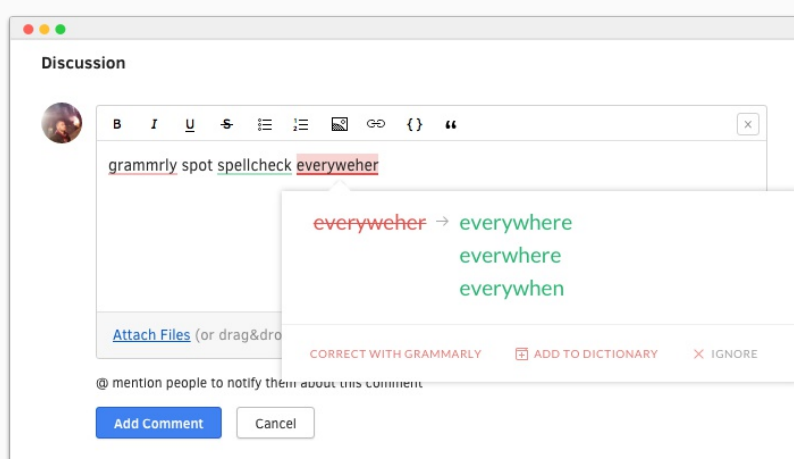 Discussion
B I U S { } “
grammrly spot spellcheck everyweher
everyweher → everywhere
everwhere
everywhen
Attach Files (or drag&dro
CORRECT WITH GRAMMARLY ADD TO DICTIONARY × IGNORE
@ mention people to notify them about this comment
Add Comment Cancel